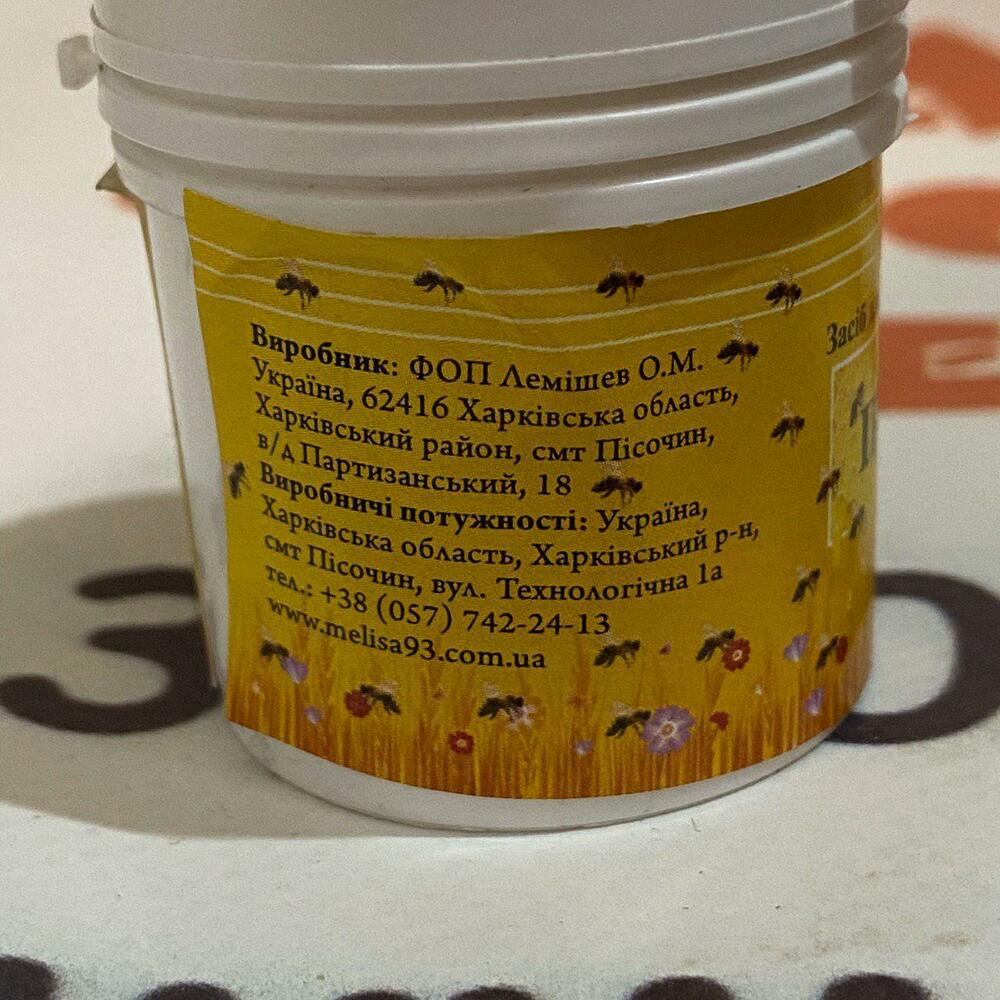 Виробник: ФОП Лемішев О.М.
Україна, 62416 Харківська область,
Харківський район, смт Пісочин,
в/д Партизанський, 18
Виробничі потужності: Україна,
Харківська область, Харківський р-н,
смт Пісочин, вул. Технологічна 1а
тел.: +38 (057) 742-24-13
www.melisa93.com.ua
Засіб